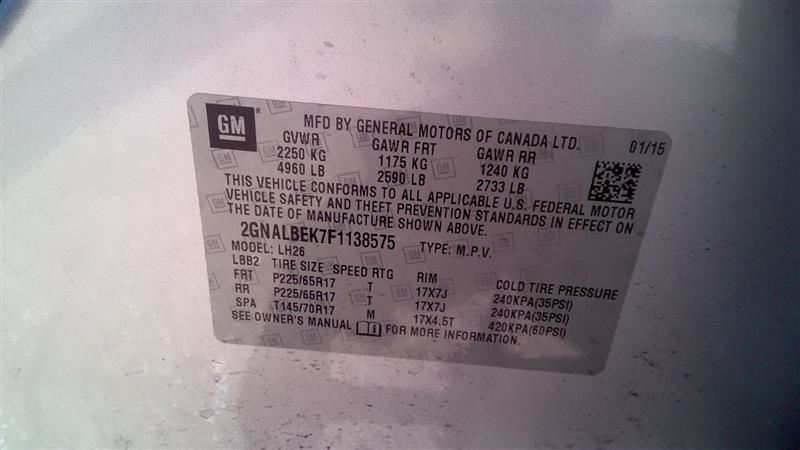 GM
MFD BY GENERAL MOTORS OF CANADA LTD. 01/15
GVWR GAWR FRT GAWR RR
2250 KG 1175 KG 1240 KG
4960 LB 2590 LB 2733 LB
THIS VEHICLE CONFORMS TO ALL APPLICABLE U.S. FEDERAL MOTOR
VEHICLE SAFETY AND THEFT PREVENTION STANDARDS IN EFFECT ON
THE DATE OF MANUFACTURE SHOWN ABOVE.
2GNALBEK7F1138575 TYPE: M.P.V.
MODEL: LH26
LBB2 TIRE SIZE SPEED RTG RIM COLD TIRE PRESSURE
FRT P225/65R17 T 17X7J 240KPA(35PSI)
RR P225/65R17 T 17X7J 240KPA(35PSI)
SPA T145/70R17 M 17X4.5T 420KPA(60PSI)
SEE OWNER'S MANUAL FOR MORE INFORMATION.